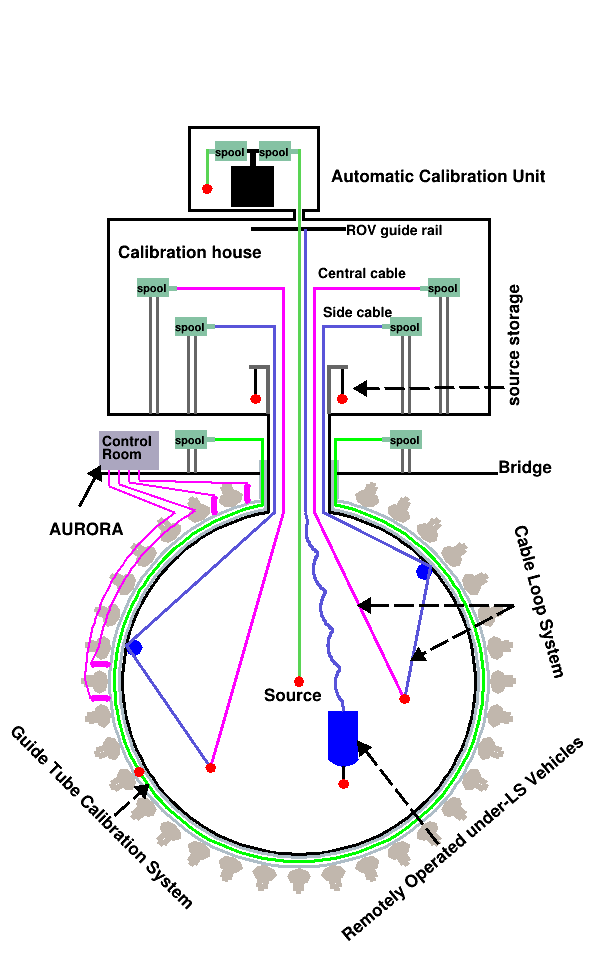 spool
spool
Automatic Calibration Unit
ROV guide rail
Calibration house
Central cable
spool
spool
Side cable
spool
spool
source storage
Control
Room
spool
spool
Bridge
AURORA
Cable Loop System
Source
Guide Tube Calibration System
Remotely Operated under-LS Vehicles